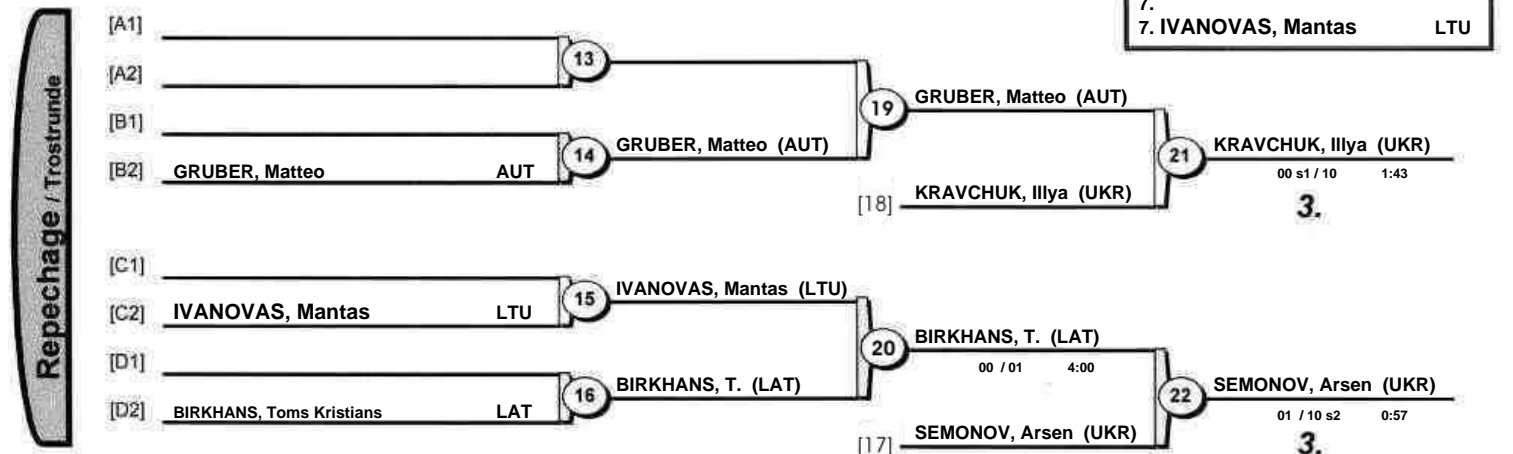 7.
7. IVANOVAS, Mantas LTU
Repechage / Trostrunde
[A1]
13
[A2]
[B1]
19 GRUBER, Matteo (AUT)
14 GRUBER, Matteo (AUT)
[B2] GRUBER, Matteo AUT
21 KRAVCHUK, Illya (UKR)
00 s1 / 10 1:43
[18] KRAVCHUK, Illya (UKR)
3.
[C1]
15 IVANOVAS, Mantas (LTU)
[C2] IVANOVAS, Mantas LTU
20 BIRKHANS, T. (LAT)
00 / 01 4:00
[D1]
16 BIRKHANS, T. (LAT)
[D2] BIRKHANS, Toms Kristians LAT
22 SEMONOV, Arsen (UKR)
01 / 10 s2 0:57
[17] SEMONOV, Arsen (UKR)
3.